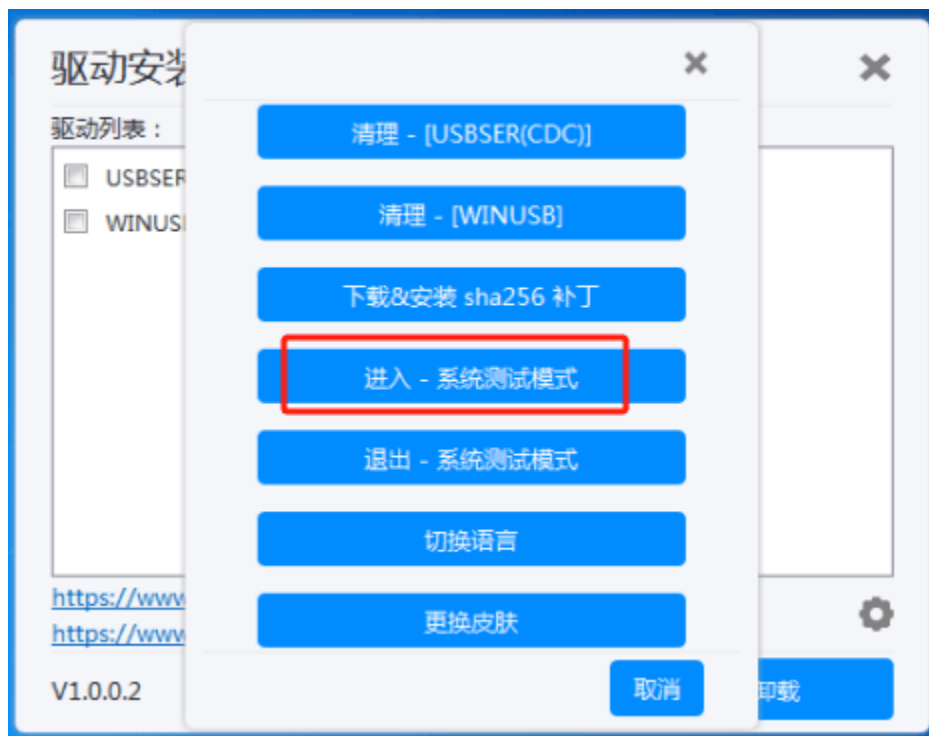 驱动安装
驱动列表：
USBSER
WINUS
https://www
https://www
V1.0.0.2
清理 - [USBSER(CDC)]
清理 - [WINUSB]
下载&安装 sha256 补丁
进入 - 系统测试模式
退出 - 系统测试模式
切换语言
更换皮肤
取消
卸载